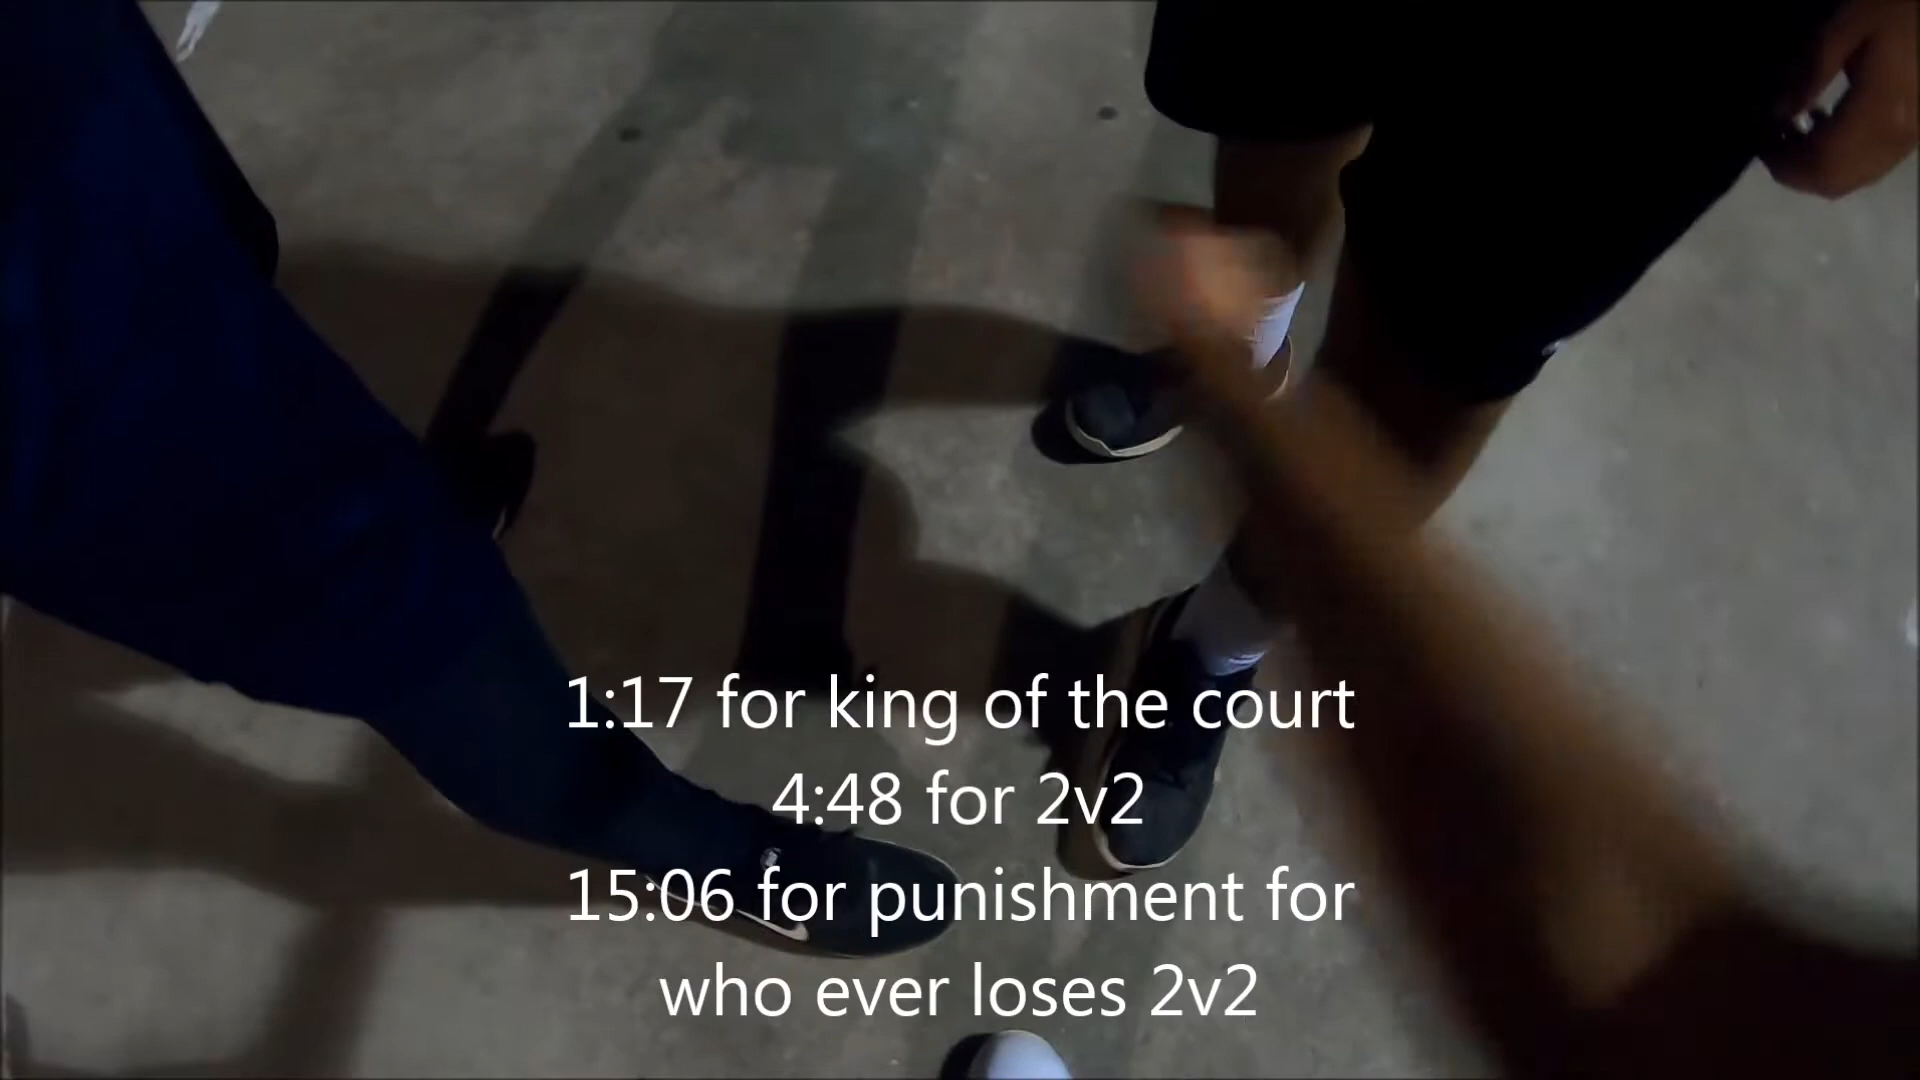 1:17 for king of the court
4:48 for 2v2
15:06 for punishment for
who ever loses 2v2